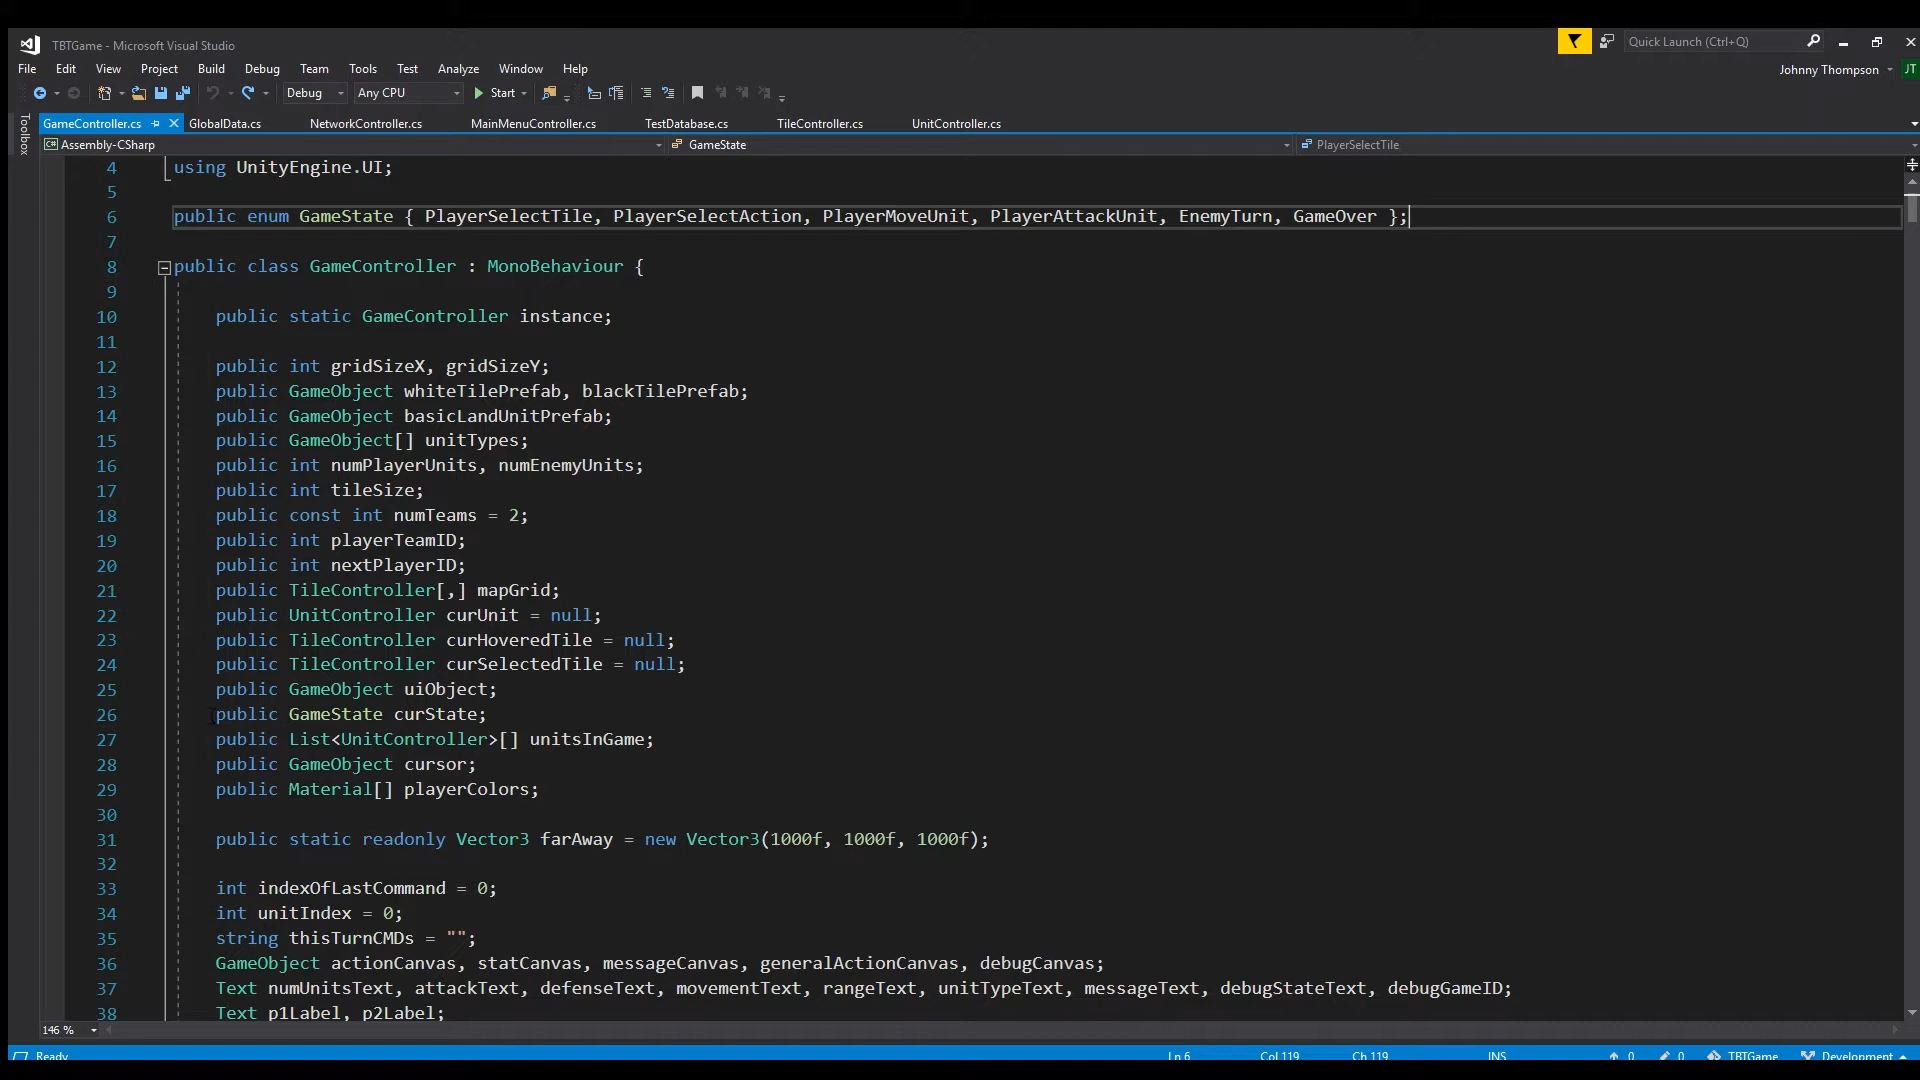 TBTGame - Microsoft Visual Studio
Quick Launch (Ctrl+Q)
File Edit View Project Build Debug Team Tools Test Analyze Window Help
Johnny Thompson JT
Debug Any CPU Start
Toolbox
GameController.cs GlobalData.cs NetworkController.cs MainMenuController.cs TestDatabase.cs TileController.cs UnitController.cs
C# Assembly-CSharp GameState PlayerSelectTile
4 using UnityEngine.UI;
5
6 public enum GameState { PlayerSelectTile, PlayerSelectAction, PlayerMoveUnit, PlayerAttackUnit, EnemyTurn, GameOver };
7
8 public class GameController : MonoBehaviour {
9
10 public static GameController instance;
11
12 public int gridSizeX, gridSizeY;
13 public GameObject whiteTilePrefab, blackTilePrefab;
14 public GameObject basicLandUnitPrefab;
15 public GameObject[] unitTypes;
16 public int numPlayerUnits, numEnemyUnits;
17 public int tileSize;
18 public const int numTeams = 2;
19 public int playerTeamID;
20 public int nextPlayerID;
21 public TileController[,] mapGrid;
22 public UnitController curUnit = null;
23 public TileController curHoveredTile = null;
24 public TileController curSelectedTile = null;
25 public GameObject uiObject;
26 public GameState curState;
27 public List<UnitController>[] unitsInGame;
28 public GameObject cursor;
29 public Material[] playerColors;
30
31 public static readonly Vector3 farAway = new Vector3(1000f, 1000f, 1000f);
32
33 int indexOfLastCommand = 0;
34 int unitIndex = 0;
35 string thisTurnCMDs = "";
36 GameObject actionCanvas, statCanvas, messageCanvas, generalActionCanvas, debugCanvas;
37 Text numUnitsText, attackText, defenseText, movementText, rangeText, unitTypeText, messageText, debugStateText, debugGameID;
38 Text p1Label, p2Label;
146 %
Ready Ln 6 Col 119 Ch 119 INS 0 0 TBTGame Development